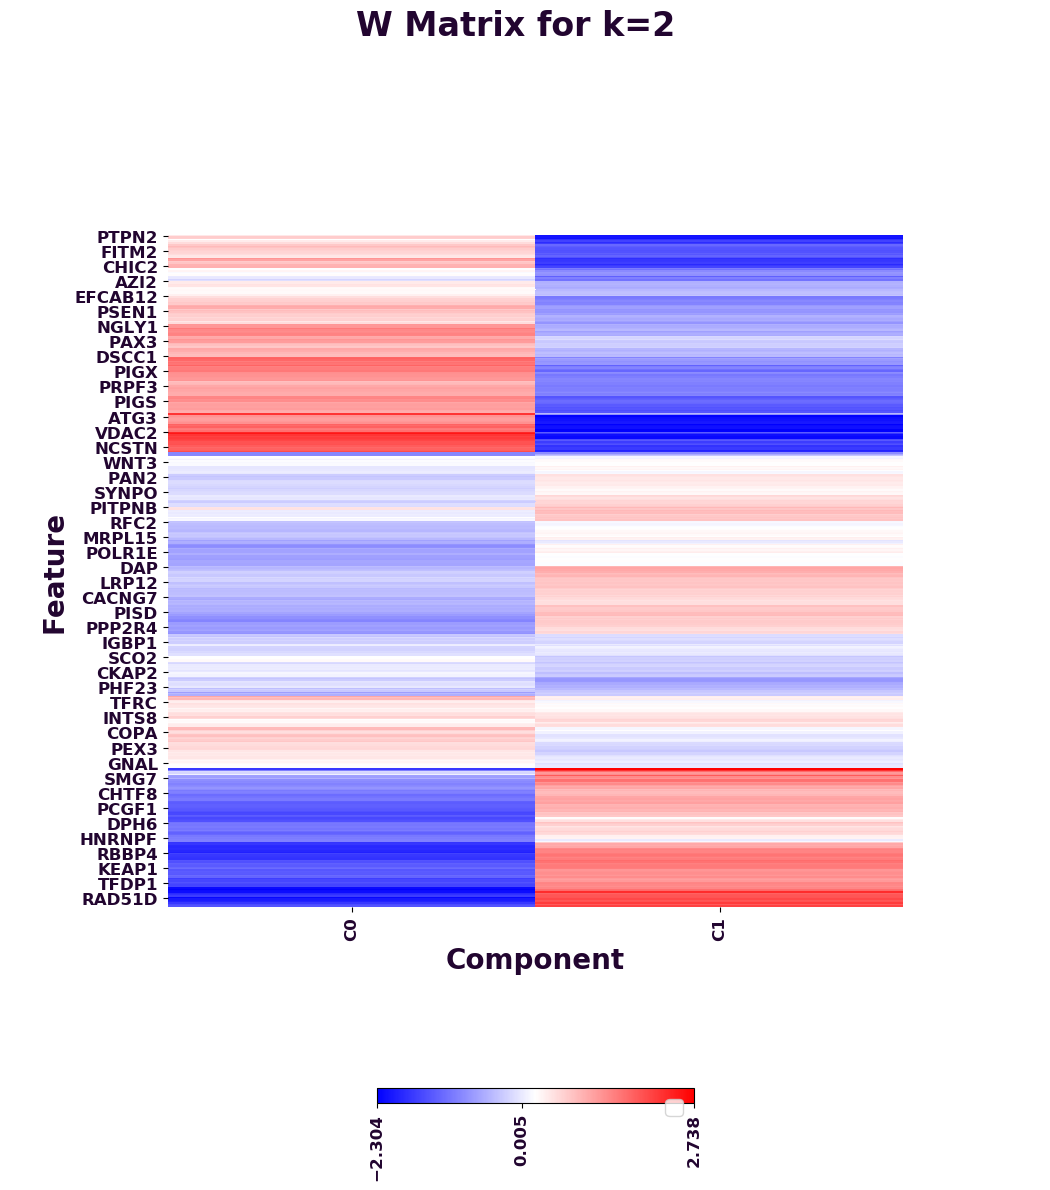 W Matrix for k=2
Feature
PTPN2
FITM2
CHIC2
AZI2
EFCAB12
PSEN1
NGLY1
PAX3
DSCC1
PIGX
PRPF3
PIGS
ATG3
VDAC2
NCSTN
WNT3
PAN2
SYNPO
PITPNB
RFC2
MRPL15
POLR1E
DAP
LRP12
CACNG7
PISD
PPP2R4
IGBP1
SCO2
CKAP2
PHF23
TFRC
INTS8
COPA
PEX3
GNAL
SMG7
CHTF8
PCGF1
DPH6
HNRNPF
RBBP4
KEAP1
TFDP1
RAD51D
C0 C1
Component
−2.304 0.005 2.738